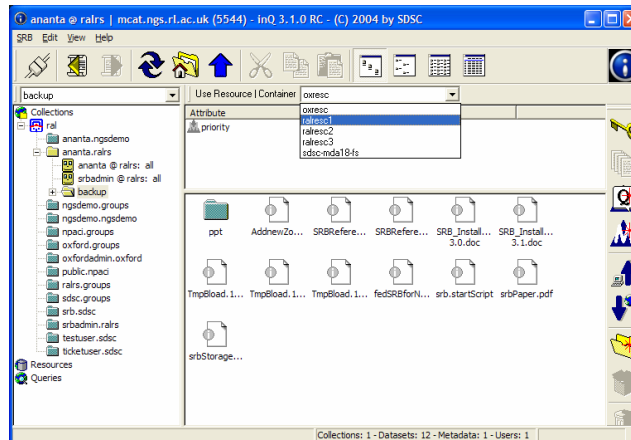 ananta @ ralrs | mcat.ngs.rl.ac.uk (5544) - inQ 3.1.0 RC - (C) 2004 by SDSC
SRB Edit View Help
backup
Use Resource | Container oxresc
Collections
ral
ananta.ngsdemo
ananta.ralrs
ananta @ ralrs: all
srbadmin @ ralrs: all
backup
ngsdemo.groups
ngsdemo.ngsdemo
npaci.groups
oxford.groups
oxfordadmin.oxford
public.npaci
ralrs.groups
sdsc.groups
srb.sdsc
srbadmin.ralrs
testuser.sdsc
ticketuser.sdsc
Resources
Queries
Attribute
priority
oxresc
ralresc1
ralresc2
ralresc3
sdsc-mda18-fs
ppt AddnewZo... SRBRefere... SRBRefere... SRB_Install... SRB_Install...
3.0.doc 3.1.doc
TmpBload.1... TmpBload.1... TmpBload.1... fedSRBforN... srb.startScript srbPaper.pdf
srbStorage...
Collections: 1 - Datasets: 12 - Metadata: 1 - Users: 1